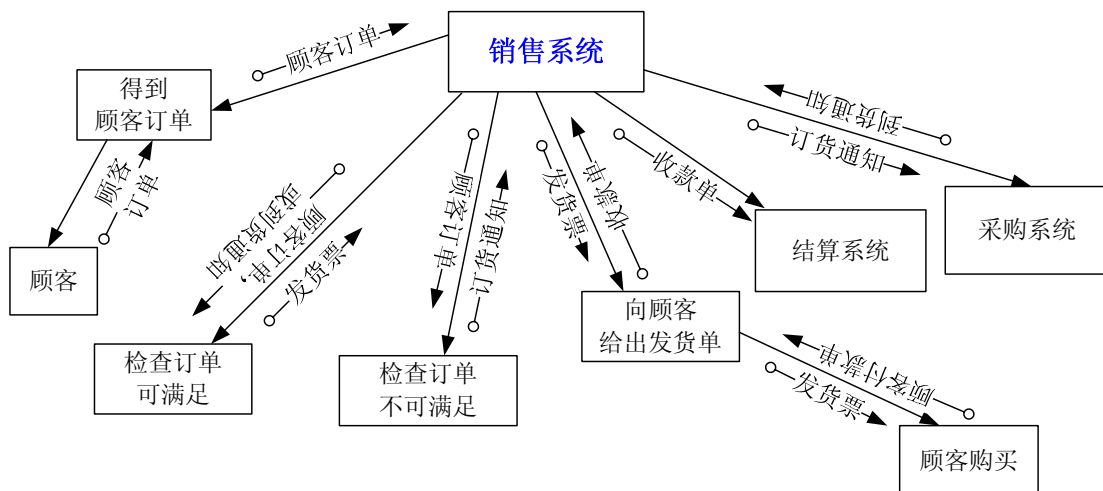 销售系统
顾客订单
得到
顾客订单
顾客
订单
顾客
顾客订单,
或到货通知
发货票
检查订单
可满足
顾客订单
订货通知
检查订单
不可满足
发货票
收款单
向顾客
给出发货单
收款单
结算系统
到货通知
订货通知
采购系统
顾客付款单
发货票
顾客购买